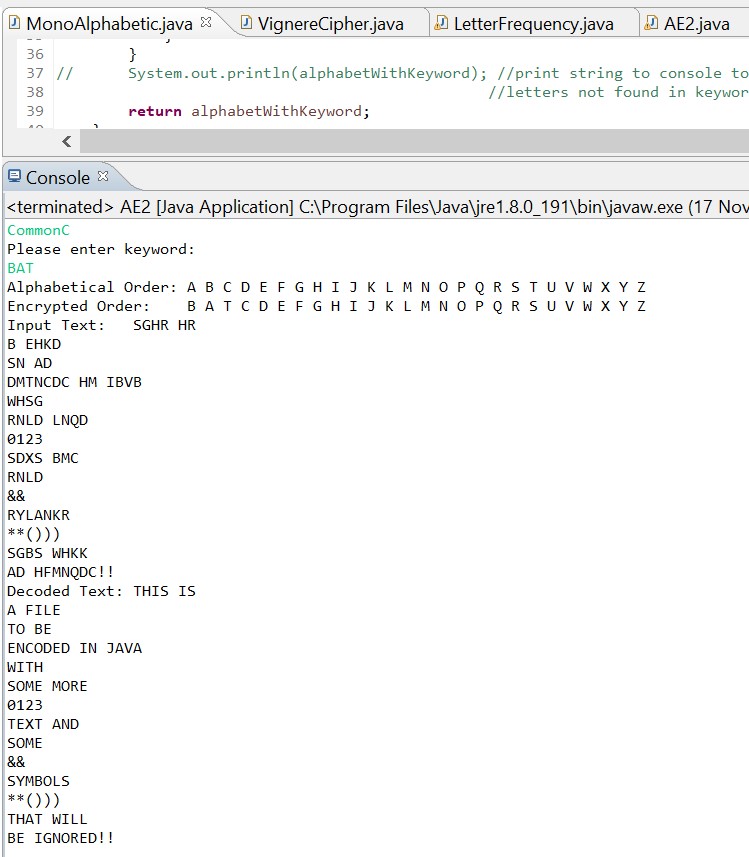 MonoAlphabetic.java VignereCipher.java LetterFrequency.java AE2.java
36 }
37 // System.out.println(alphabetWithKeyword); //print string to console to
38 //letters not found in keywor
39 return alphabetWithKeyword;
Console
<terminated> AE2 [Java Application] C:\Program Files\Java\jre1.8.0_191\bin\javaw.exe (17 Nov
CommonC
Please enter keyword:
BAT
Alphabetical Order: A B C D E F G H I J K L M N O P Q R S T U V W X Y Z
Encrypted Order: B A T C D E F G H I J K L M N O P Q R S U V W X Y Z
Input Text: SGHR HR
B EHKD
SN AD
DMTNCDC HM IBVB
WHSG
RNLD LNQD
0123
SDXS BMC
RNLD
&&
RYLANKR
**()))
SGBS WHKK
AD HFMNQDC!!
Decoded Text: THIS IS
A FILE
TO BE
ENCODED IN JAVA
WITH
SOME MORE
0123
TEXT AND
SOME
&&
SYMBOLS
**()))
THAT WILL
BE IGNORED!!